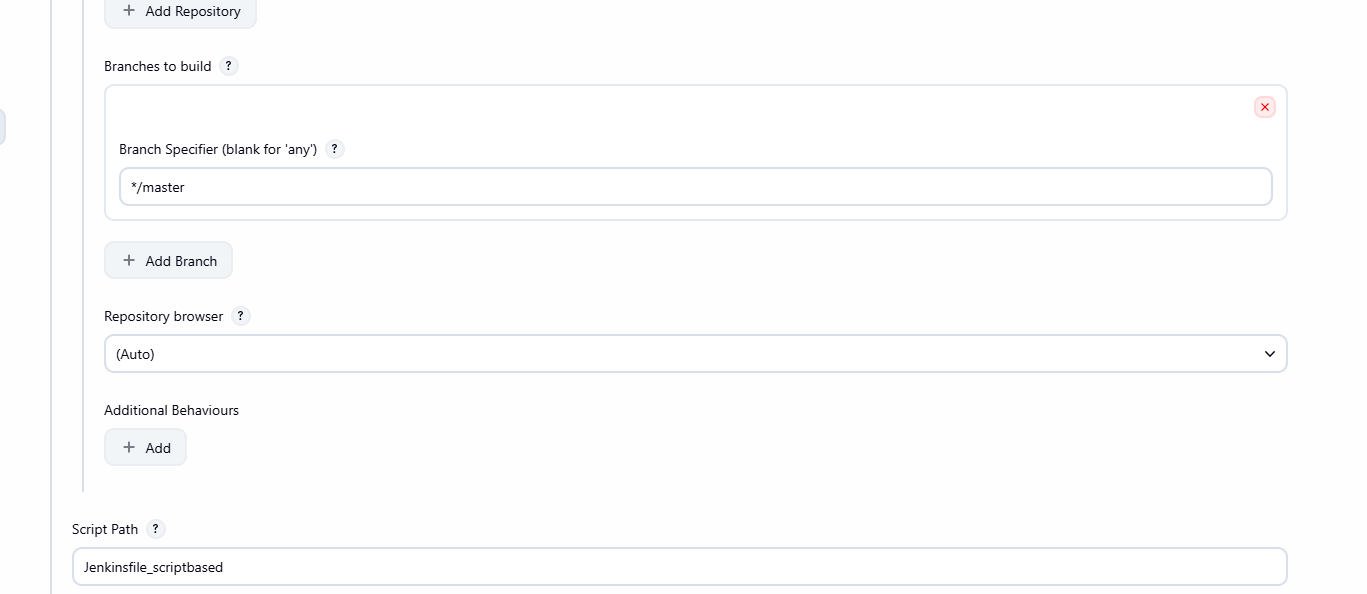 + Add Repository
Branches to build ?
Branch Specifier (blank for 'any') ?
*/master
+ Add Branch
Repository browser ?
(Auto)
Additional Behaviours
+ Add
Script Path ?
Jenkinsfile_scriptbased